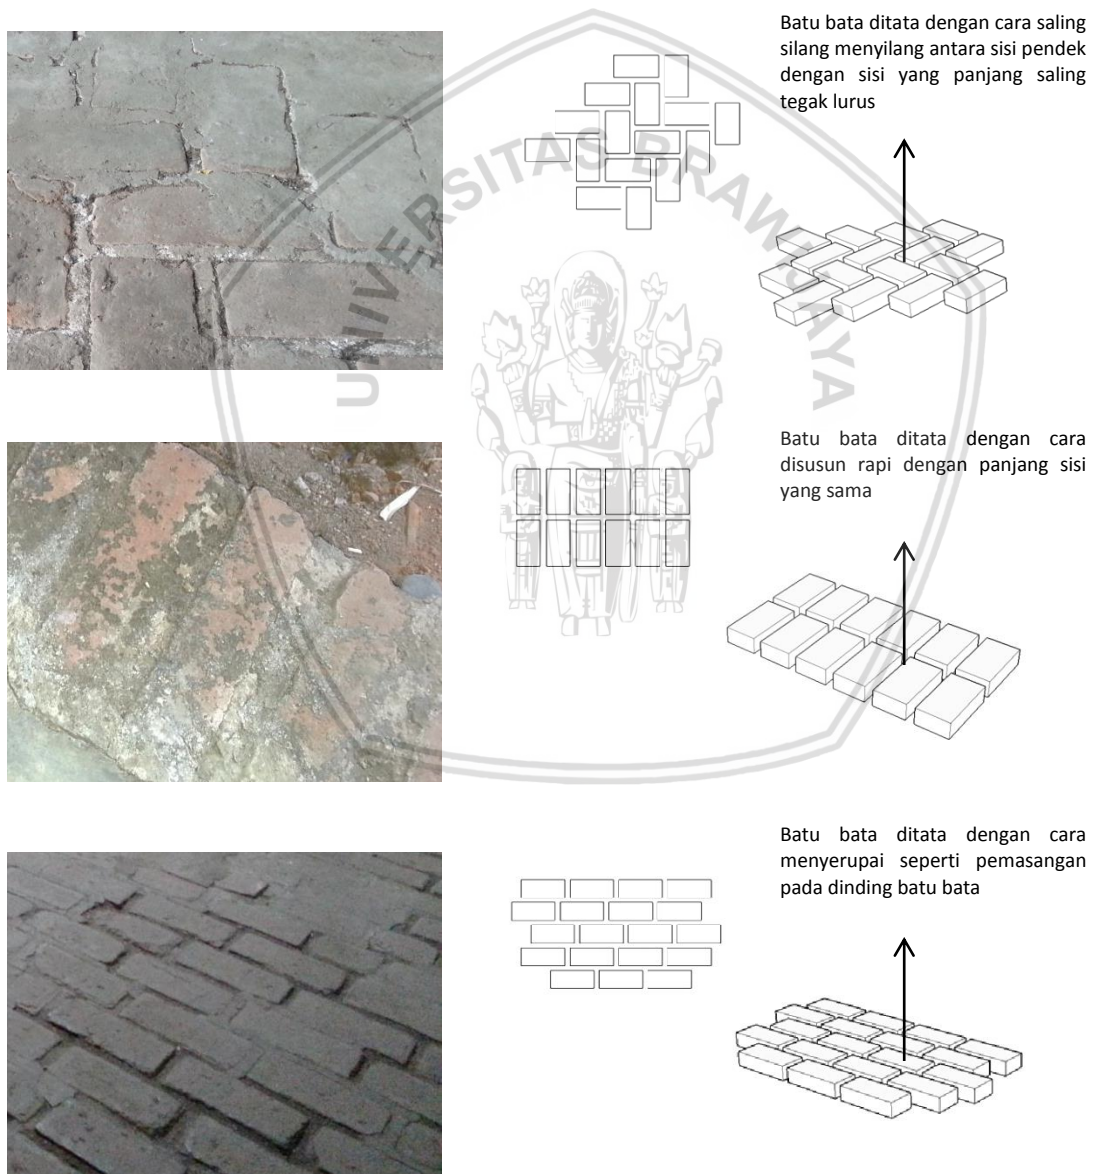 Batu bata ditata dengan cara saling
silang menyilang antara sisi pendek
dengan sisi yang panjang saling
tegak lurus
UNIVERSITAS BRAWIJAYA
Batu bata ditata dengan cara
disusun rapi dengan panjang sisi
yang sama
Batu bata ditata dengan cara
menyerupai seperti pemasangan
pada dinding batu bata